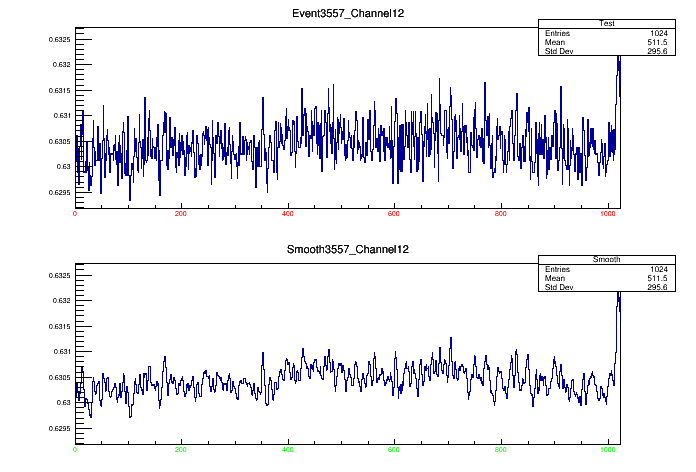 Event3557_Channel12
Test
Entries 1024
Mean 511.5
Std Dev 295.6
0.6325
0.632
0.6315
0.631
0.6305
0.63
0.6295
0 200 400 600 800 1000
Smooth3557_Channel12
Smooth
Entries 1024
Mean 511.5
Std Dev 295.6
0.6325
0.632
0.6315
0.631
0.6305
0.63
0.6295
0 200 400 600 800 1000